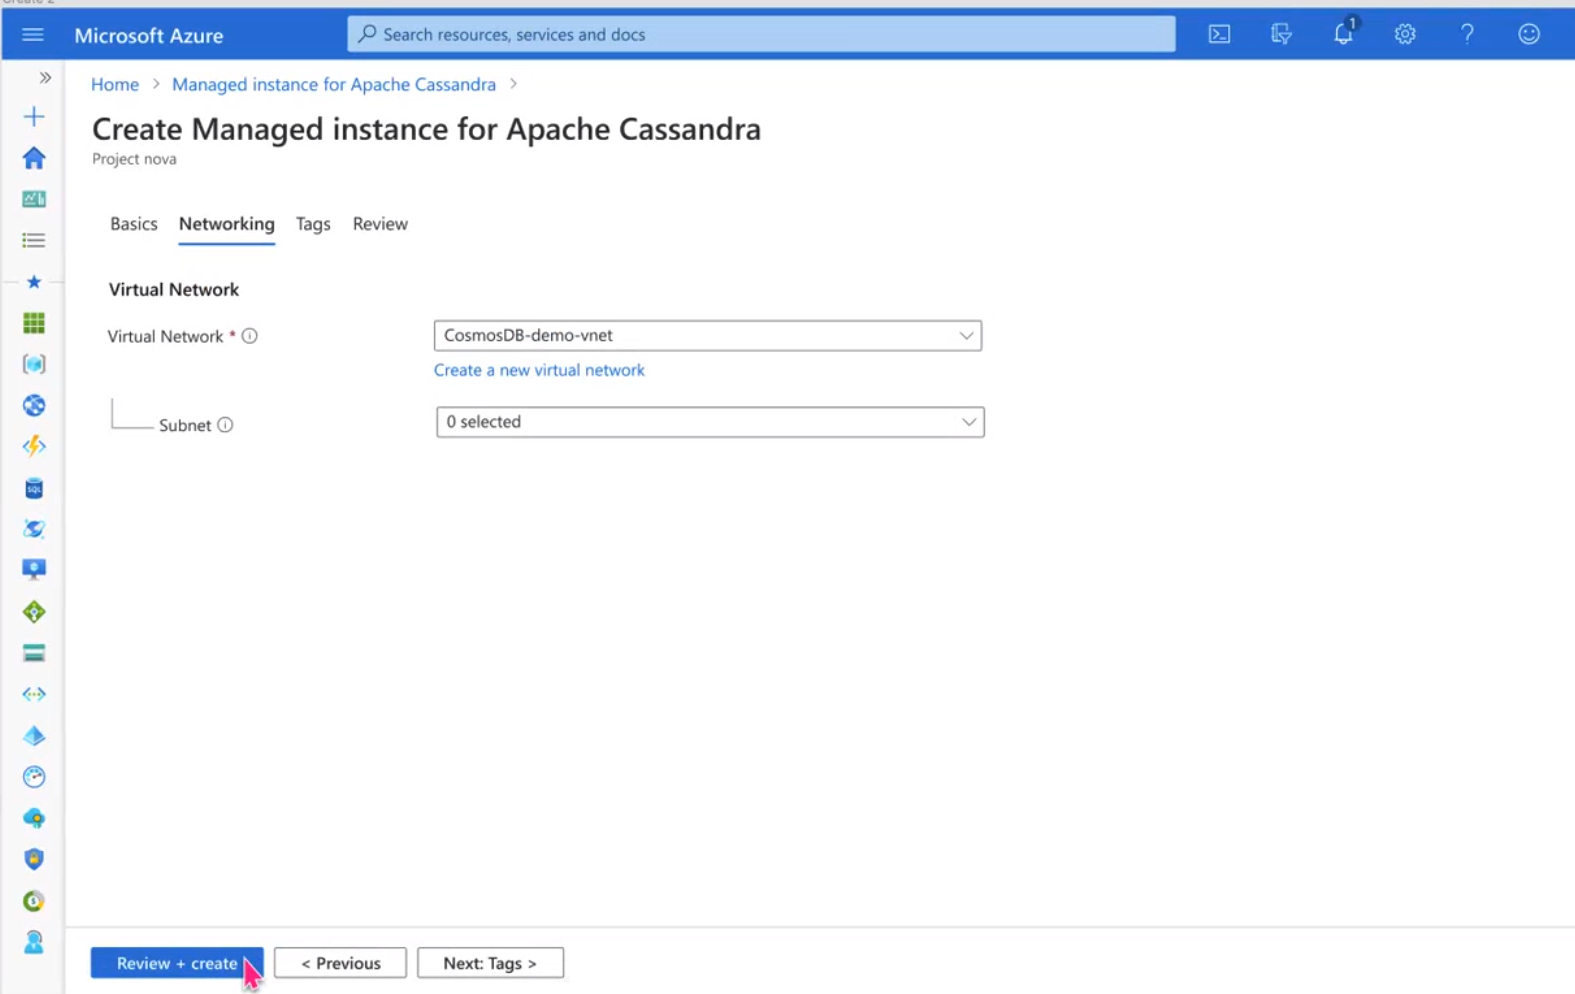 Microsoft Azure
Search resources, services and docs
1
Home > Managed instance for Apache Cassandra >
Create Managed instance for Apache Cassandra
Project nova
Basics Networking Tags Review
Virtual Network
Virtual Network * CosmosDB-demo-vnet
Create a new virtual network
Subnet 0 selected
Review + create < Previous Next: Tags >